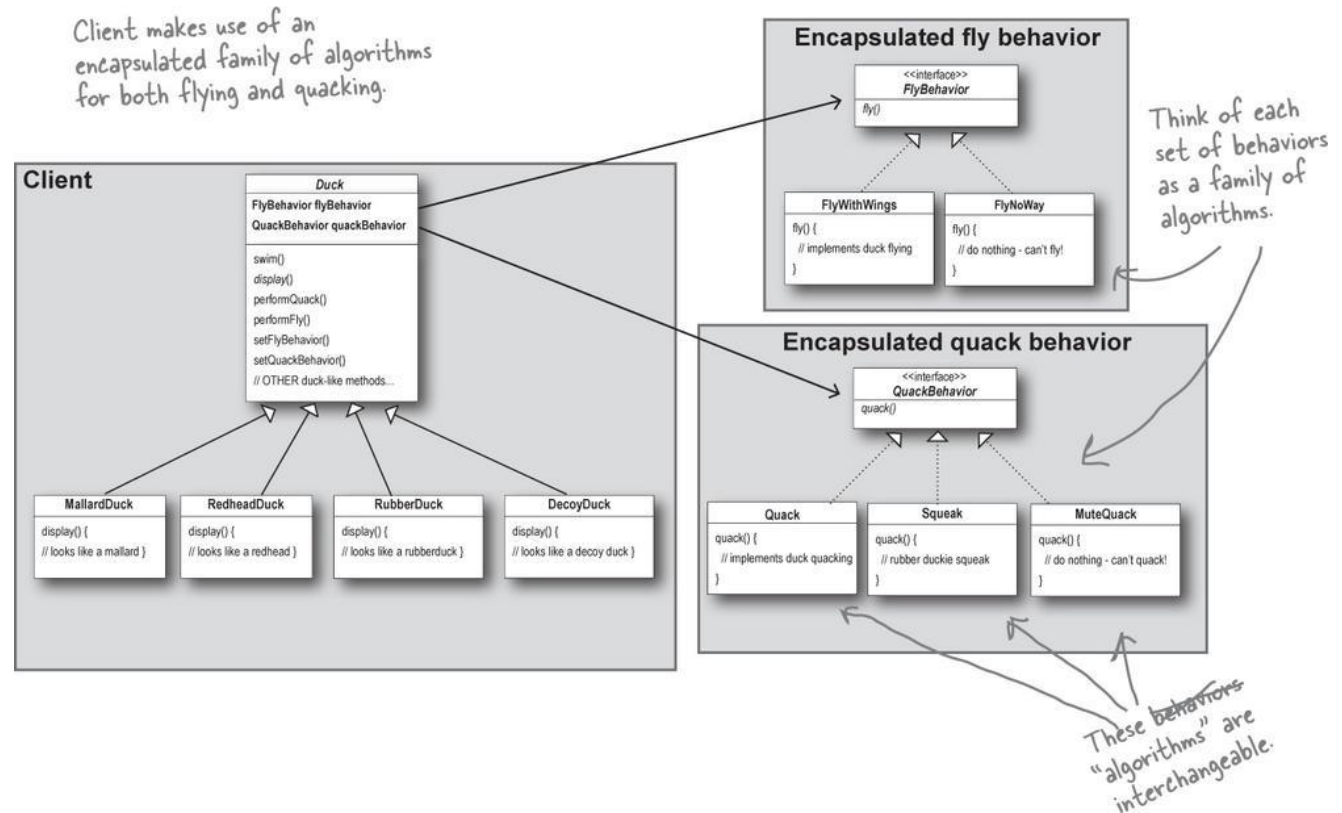 Client makes use of an
encapsulated family of algorithms
for both flying and quacking.
Client
Duck
FlyBehavior flyBehavior
QuackBehavior quackBehavior
swim()
display()
performQuack()
performFly()
setFlyBehavior()
setQuackBehavior()
// OTHER duck-like methods...
MallardDuck
display() {
// looks like a mallard }
RedheadDuck
display() {
// looks like a redhead }
RubberDuck
display() {
// looks like a rubberduck }
DecoyDuck
display() {
// looks like a decoy duck }
Encapsulated fly behavior
<<interface>>
FlyBehavior
fly()
FlyWithWings
fly() {
// implements duck flying
}
FlyNoWay
fly() {
// do nothing - can't fly!
}
Think of each
set of behaviors
as a family of
algorithms.
Encapsulated quack behavior
<<interface>>
QuackBehavior
quack()
Quack
quack() {
// implements duck quacking
}
Squeak
quack() {
// rubber duckie squeak
}
MuteQuack
quack() {
// do nothing - can't quack!
}
These behaviors
“algorithms” are
interchangeable.